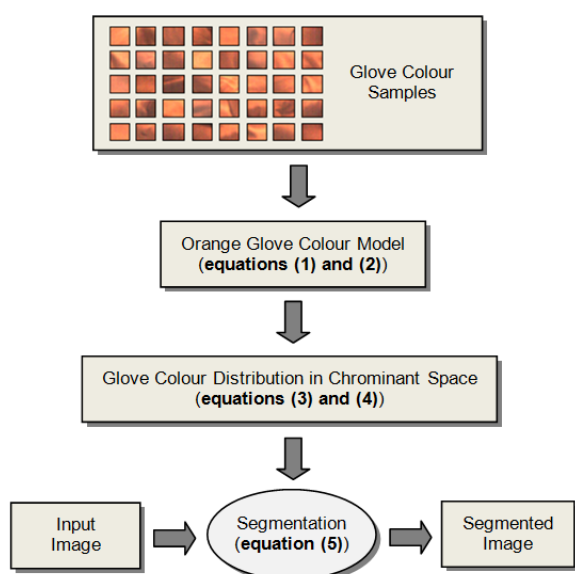 Glove Colour
Samples
Orange Glove Colour Model
(equations (1) and (2))
Glove Colour Distribution in Chrominant Space
(equations (3) and (4))
Input
Image
Segmentation
(equation (5))
Segmented
Image